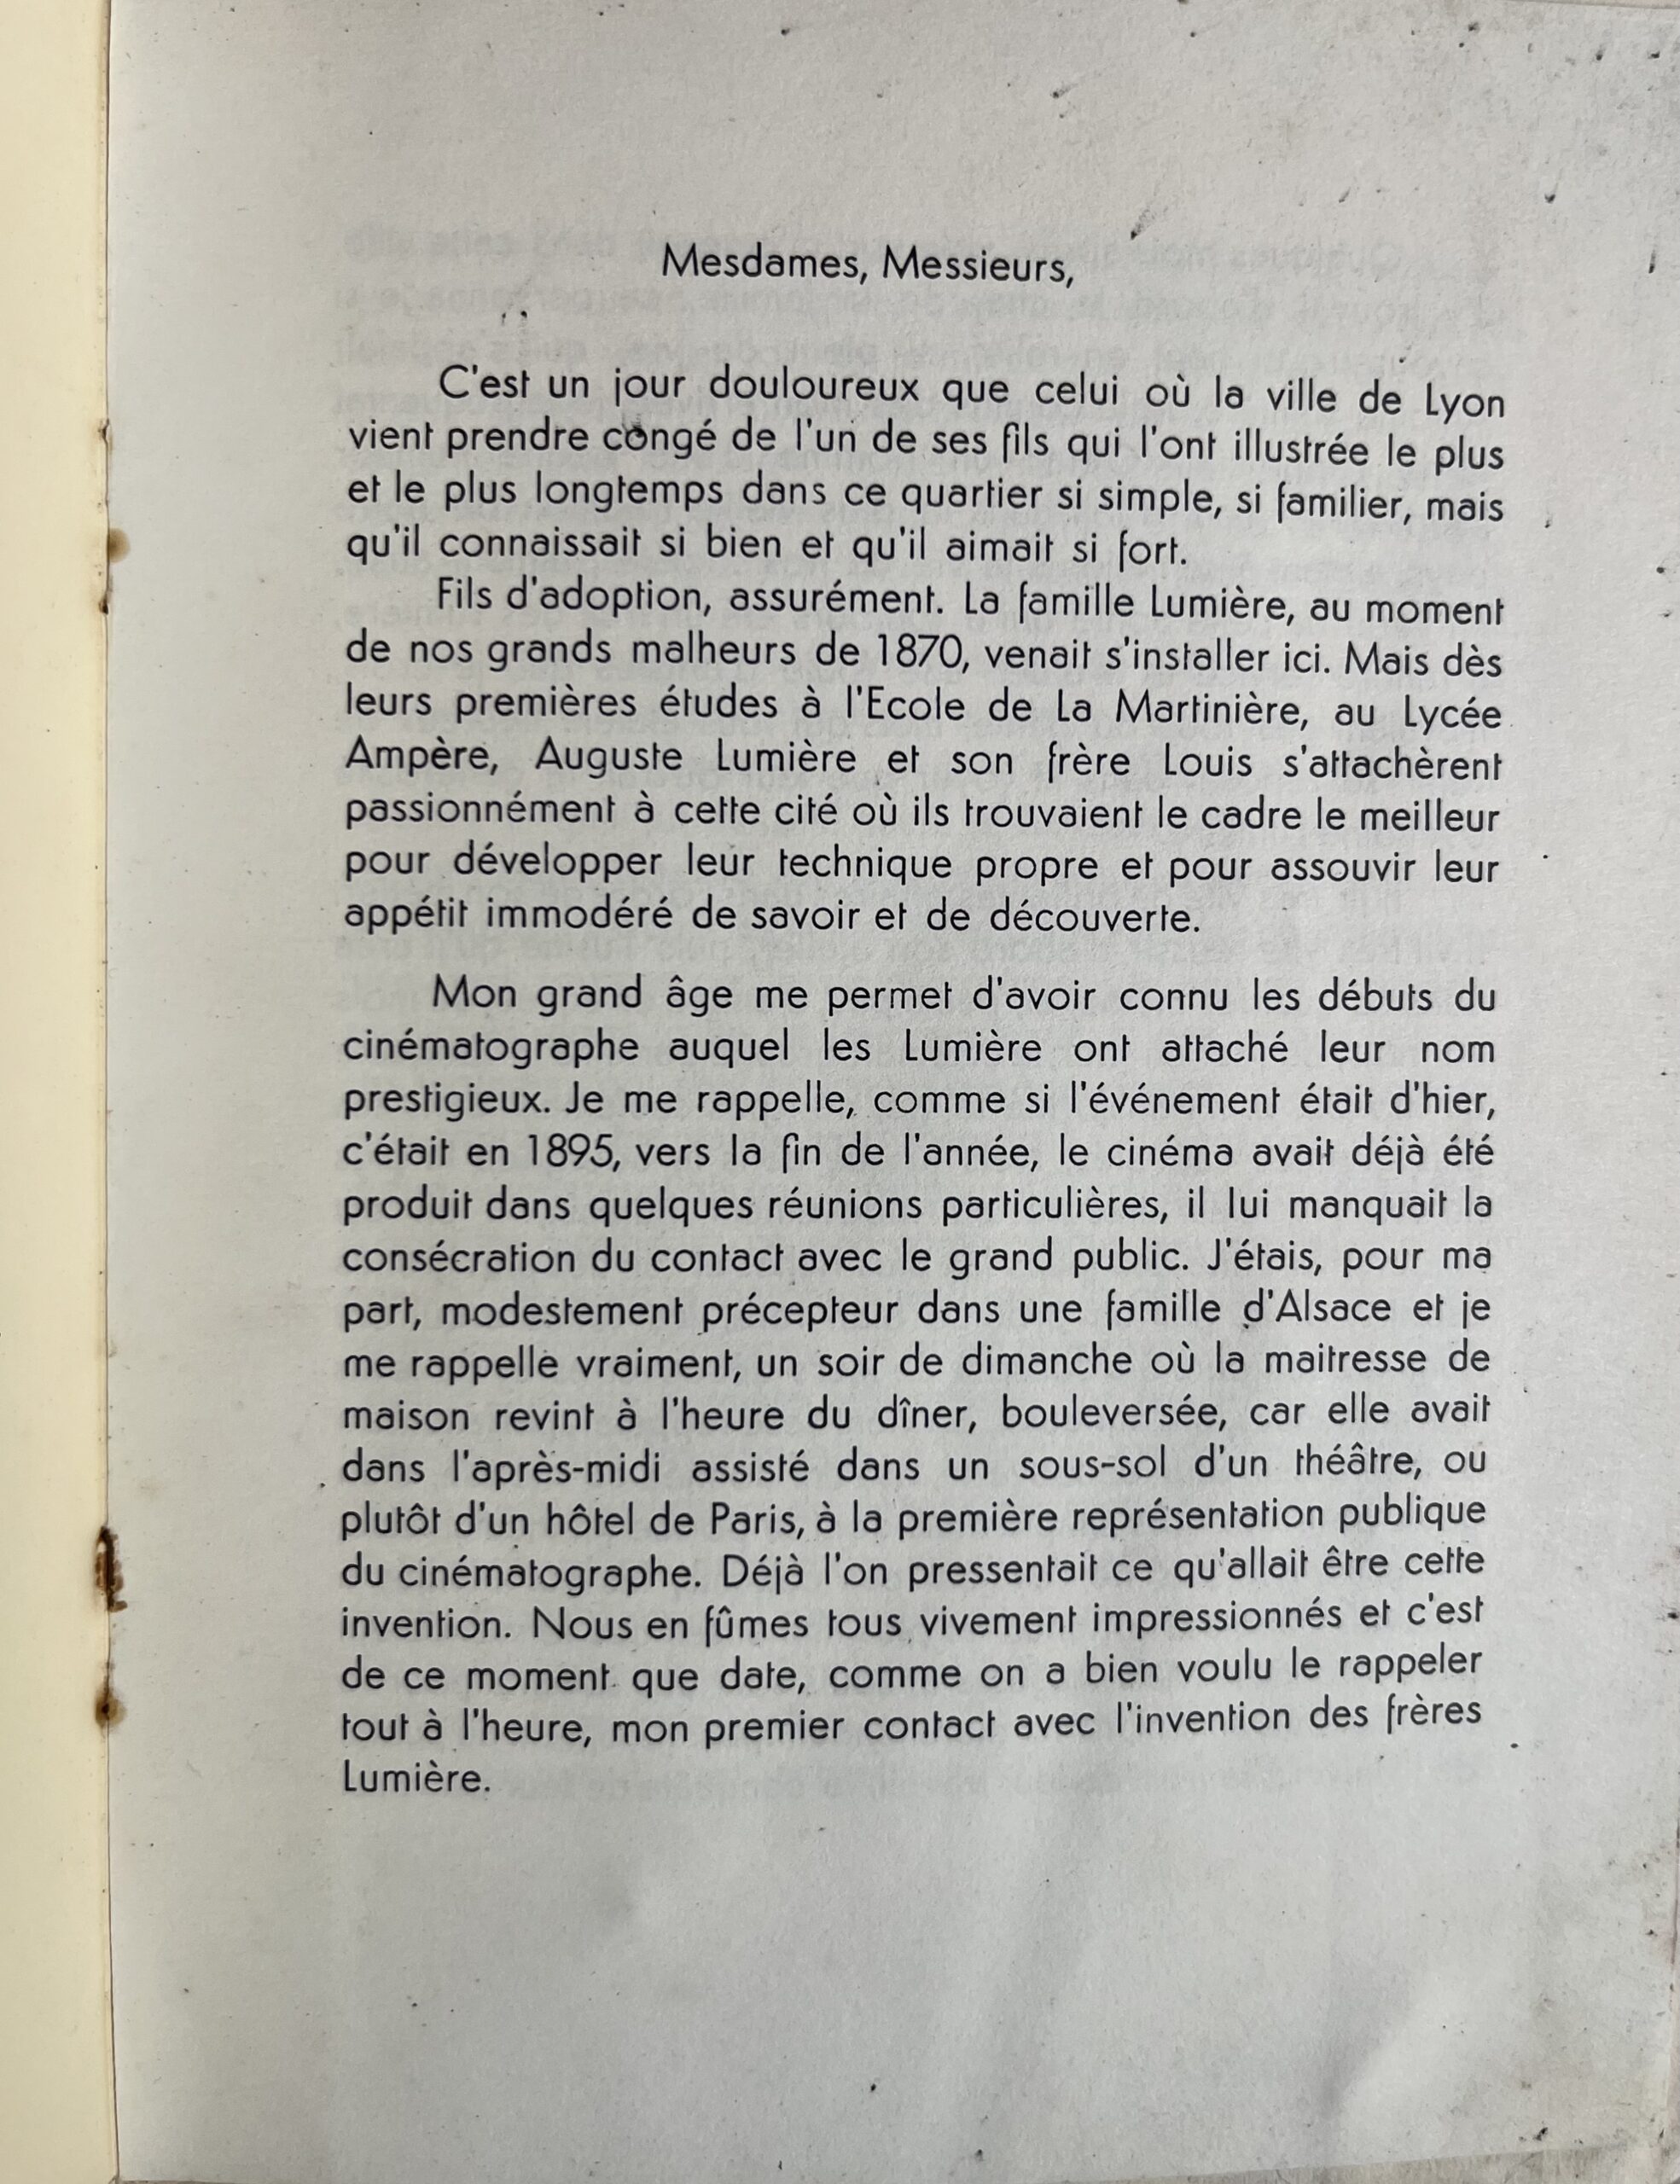 Mesdames, Messieurs,
C'est un jour douloureux que celui où la ville de Lyon
vient prendre congé de l'un de ses fils qui l'ont illustrée le plus
et le plus longtemps dans ce quartier si simple, si familier, mais
qu'il connaissait si bien et qu'il aimait si fort.
Fils d'adoption, assurément. La famille Lumière, au moment
de nos grands malheurs de 1870, venait s'installer ici. Mais dès
leurs premières études à l'Ecole de La Martinière, au Lycée
Ampère, Auguste Lumière et son frère Louis s'attachèrent
passionnément à cette cité où ils trouvaient le cadre le meilleur
pour développer leur technique propre et pour assouvir leur
appétit immodéré de savoir et de découverte.
Mon grand âge me permet d'avoir connu les débuts du
cinématographe auquel les Lumière ont attaché leur nom
prestigieux. Je me rappelle, comme si l'événement était d'hier,
c'était en 1895, vers la fin de l'année, le cinéma avait déjà été
produit dans quelques réunions particulières, il lui manquait la
consécration du contact avec le grand public. J'étais, pour ma
part, modestement précepteur dans une famille d'Alsace et je
me rappelle vraiment, un soir de dimanche où la maitresse de
maison revint à l'heure du dîner, bouleversée, car elle avait
dans l'après-midi assisté dans un sous-sol d'un théâtre, ou
plutôt d'un hôtel de Paris, à la première représentation publique
du cinématographe. Déjà l'on pressentait ce qu'allait être cette
invention. Nous en fûmes tous vivement impressionnés et c'est
de ce moment que date, comme on a bien voulu le rappeler
tout à l'heure, mon premier contact avec l'invention des frères
Lumière.